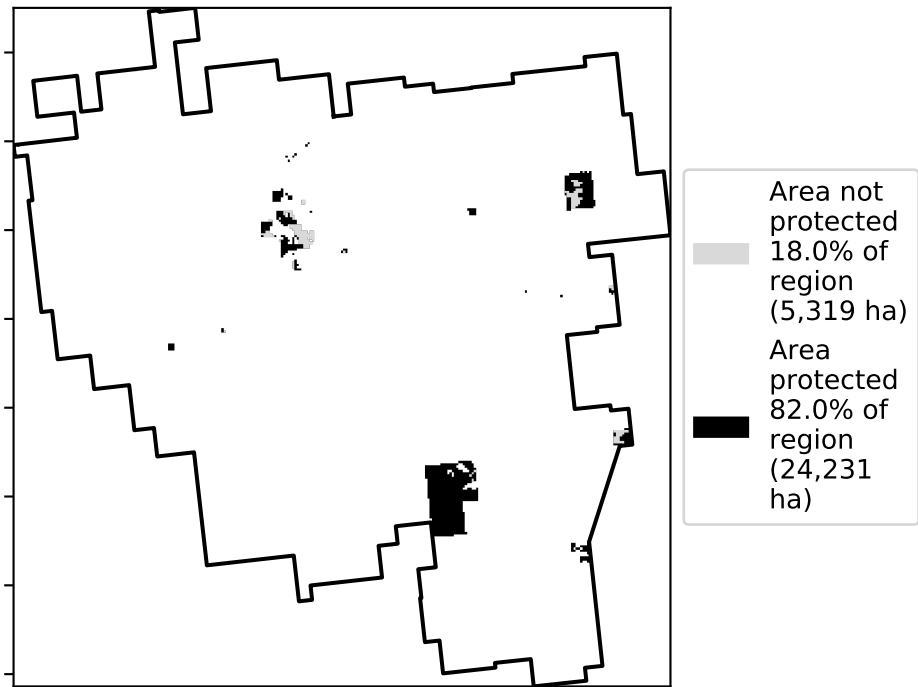 Area not
protected
18.0% of
region
(5,319 ha)
Area
protected
82.0% of
region
(24,231
ha)